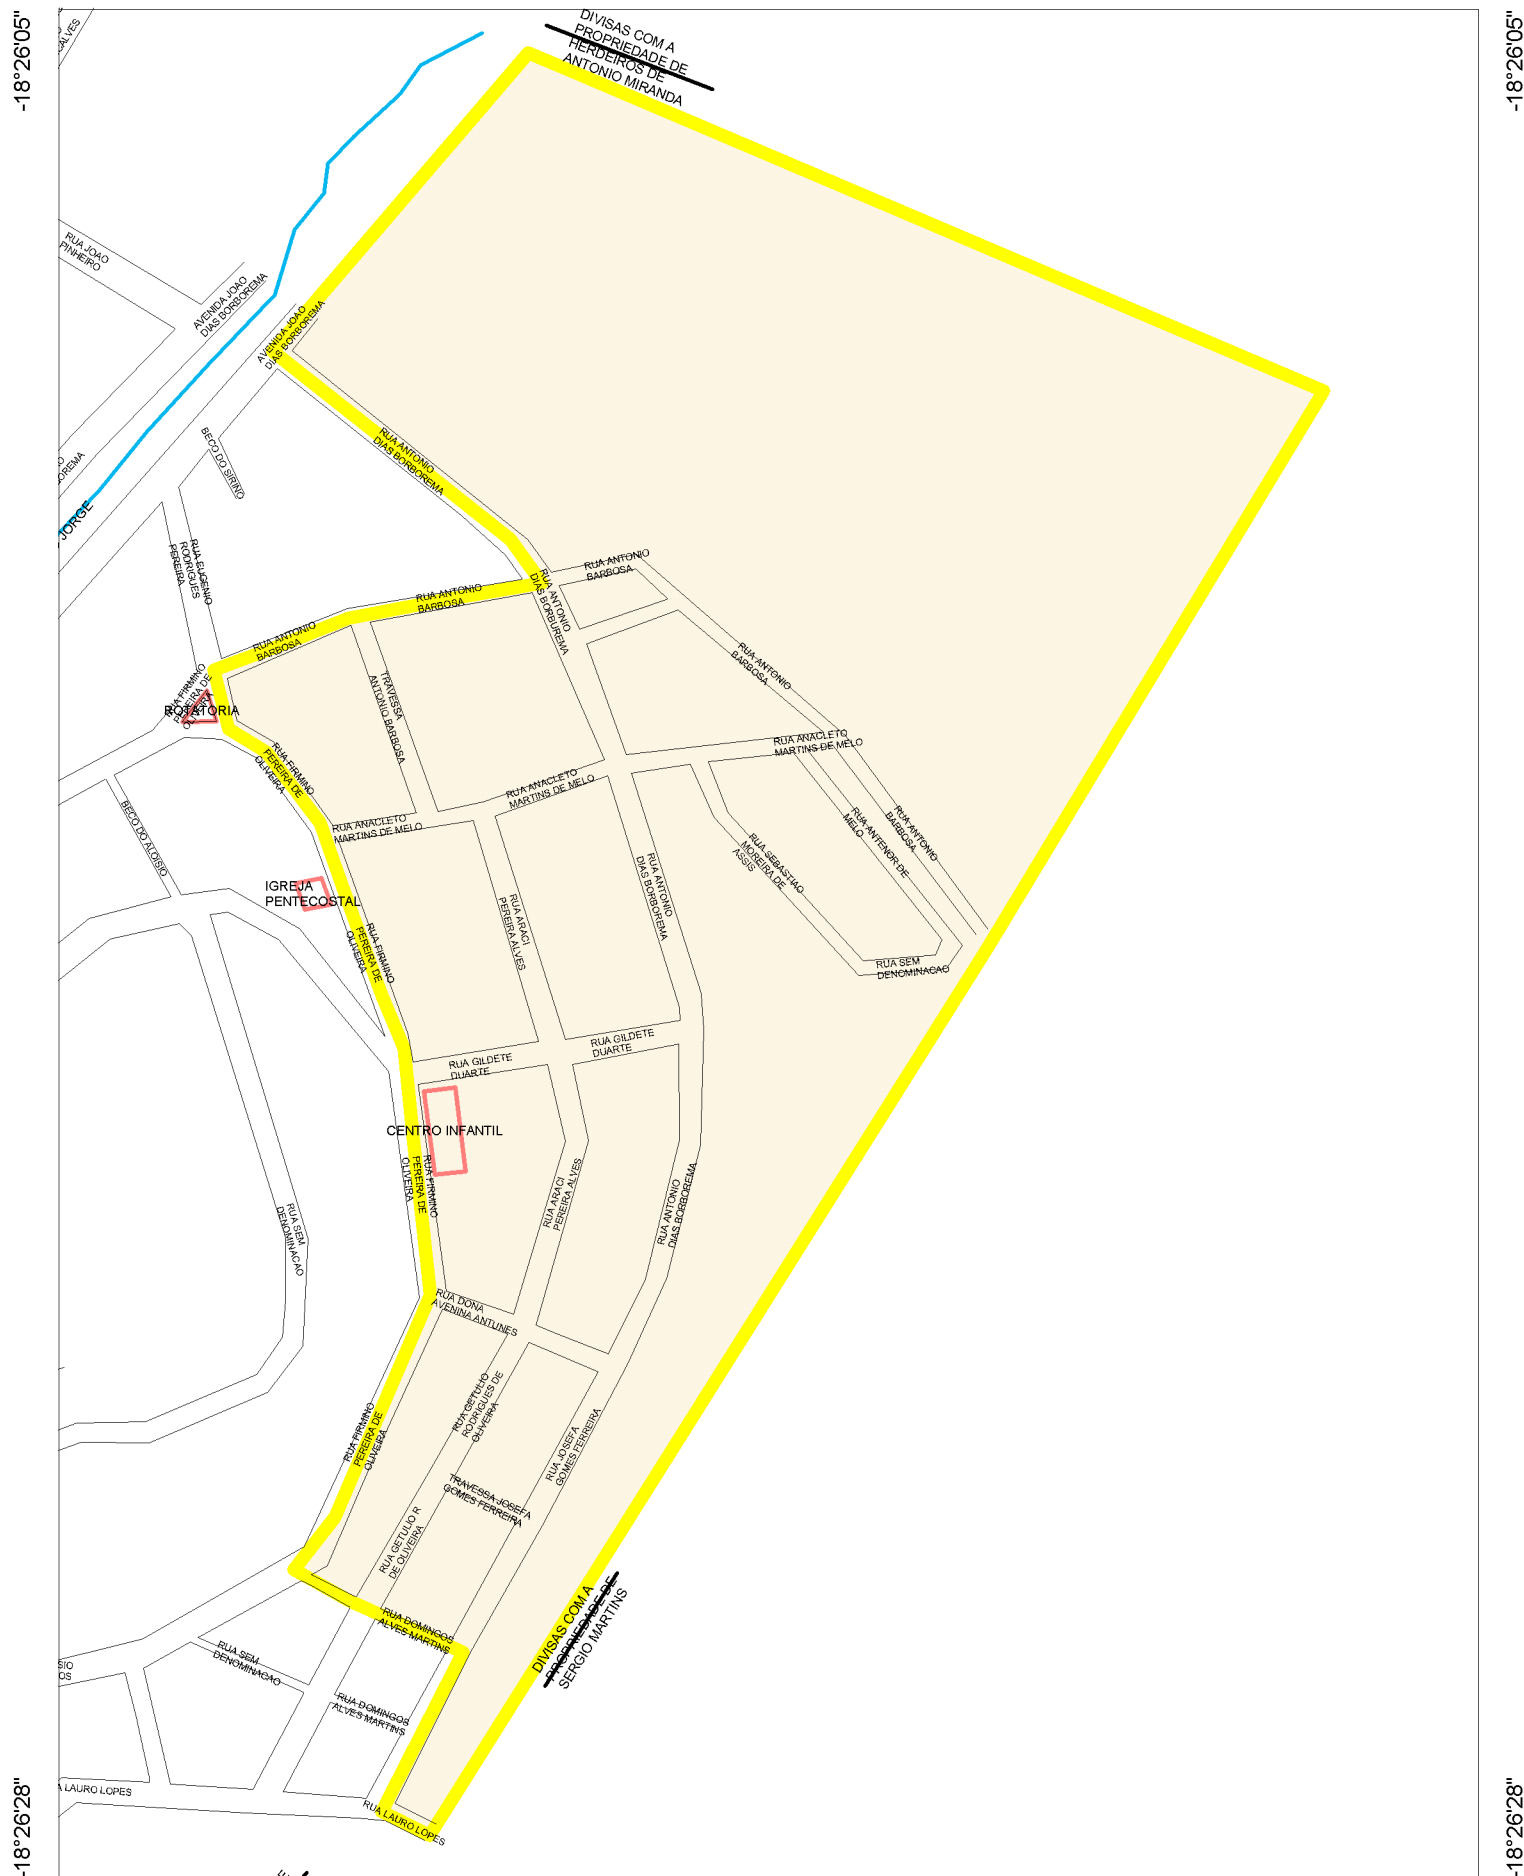 -18°26'05"
-18°26'05"
DIVISAS COM A
PROPRIEDADE DE
HERDEIROS DE
ANTONIO MIRANDA
RUA JOAO
PINHEIRO
AVENIDA JOAO
DIAS BORBOREMA
AVENIDA JOAO
DIAS BORBOREMA
RUA ANTONIO
DIAS BORBOREMA
BECO DO SIRINO
OREMA
JORGE
RUA EUGENIO
RODRIGUES
PEREIRA
RUA ANTONIO
BARBOSA
RUA ANTONIO
BARBOSA
RUA ANTONIO
DIAS BORBUREMA
RUA ANTONIO
BARBOSA
RUA ANTONIO
BARBOSA
RUA FIRMINO
PEREIRA DE
OLIVEIRA
ROTATORIA
TRAVESSA
ANTONIO BARBOSA
RUA FIRMINO
PEREIRA DE
OLIVEIRA
RUA ANACLETO
MARTINS DE MELO
RUA ANACLETO
MARTINS DE MELO
RUA ANACLETO
MARTINS DE MELO
BECO DO ALOISIO
RUA ANTONIO
BARBOSA
RUA ANTENOR DE
MELO
RUA SEBASTIAO
MOREIRA DE
ASSIS
IGREJA
PENTECOSTAL
RUA ANTONIO
DIAS BORBOREMA
RUA ARACI
PEREIRA ALVES
RUA FIRMINO
PEREIRA DE
OLIVEIRA
RUA SEM
DENOMINACAO
RUA GILDETE
DUARTE
RUA GILDETE
DUARTE
CENTRO INFANTIL
RUA FIRMINO
PEREIRA DE
OLIVEIRA
RUA ARACI
PEREIRA ALVES
RUA ANTONIO
DIAS BORBOREMA
RUA SEM
DENOMINACAO
RUA DONA
AVENINA ANTUNES
RUA FIRMINO
PEREIRA DE
OLIVEIRA
RUA GETULIO
RODRIGUES DE
OLIVEIRA
RUA JOSEFA
GOMES FERREIRA
TRAVESSA JOSEFA
GOMES FERREIRA
RUA GETULIO R
DE OLIVEIRA
RUA DOMINGOS
ALVES MARTINS
DIVISAS COM A
PROPRIEDADE DE
SERGIO MARTINS
RUA SEM
DENOMINACAO
SIO
OS
RUA DOMINGOS
ALVES MARTINS
A LAURO LOPES
RUA LAURO LOPES
-18°26'28"
-18°26'28"